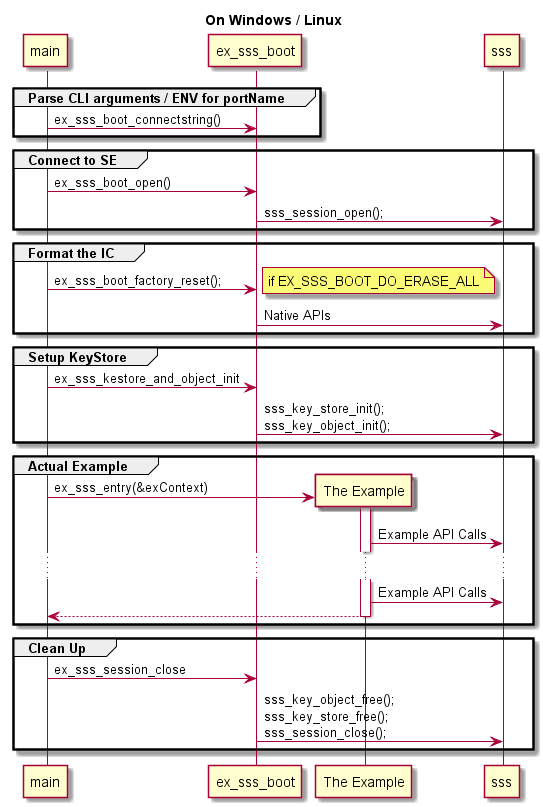 On Windows / Linux
main
ex_sss_boot
sss
Parse CLI arguments / ENV for portName
ex_sss_boot_connectstring()
Connect to SE
ex_sss_boot_open()
sss_session_open();
Format the IC
ex_sss_boot_factory_reset();
if EX_SSS_BOOT_DO_ERASE_ALL
Native APIs
Setup KeyStore
ex_sss_kestore_and_object_init
sss_key_store_init();
sss_key_object_init();
Actual Example
ex_sss_entry(&exContext)
The Example
Example API Calls
Example API Calls
Clean Up
ex_sss_session_close
sss_key_object_free();
sss_key_store_free();
sss_session_close();
main
ex_sss_boot
The Example
sss